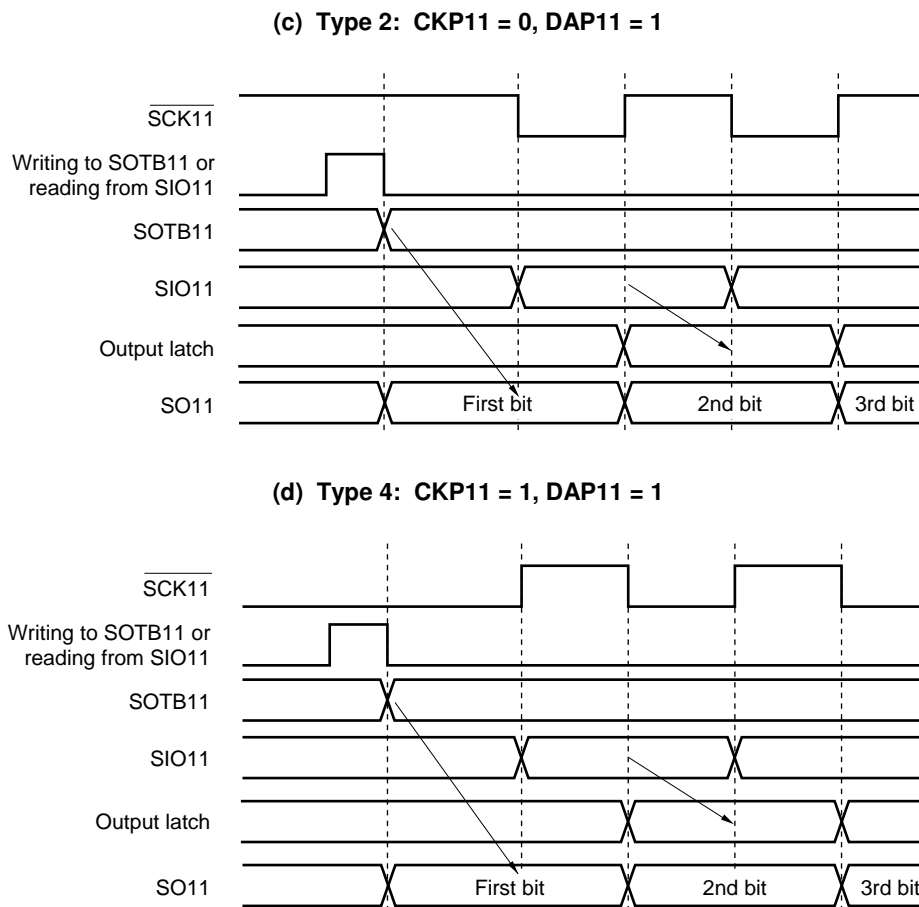 (c) Type 2: CKP11 = 0, DAP11 = 1
SCK11
Writing to SOTB11 or
reading from SIO11
SOTB11
SIO11
Output latch
SO11
First bit
2nd bit
3rd bit
(d) Type 4: CKP11 = 1, DAP11 = 1
SCK11
Writing to SOTB11 or
reading from SIO11
SOTB11
SIO11
Output latch
SO11
First bit
2nd bit
3rd bit